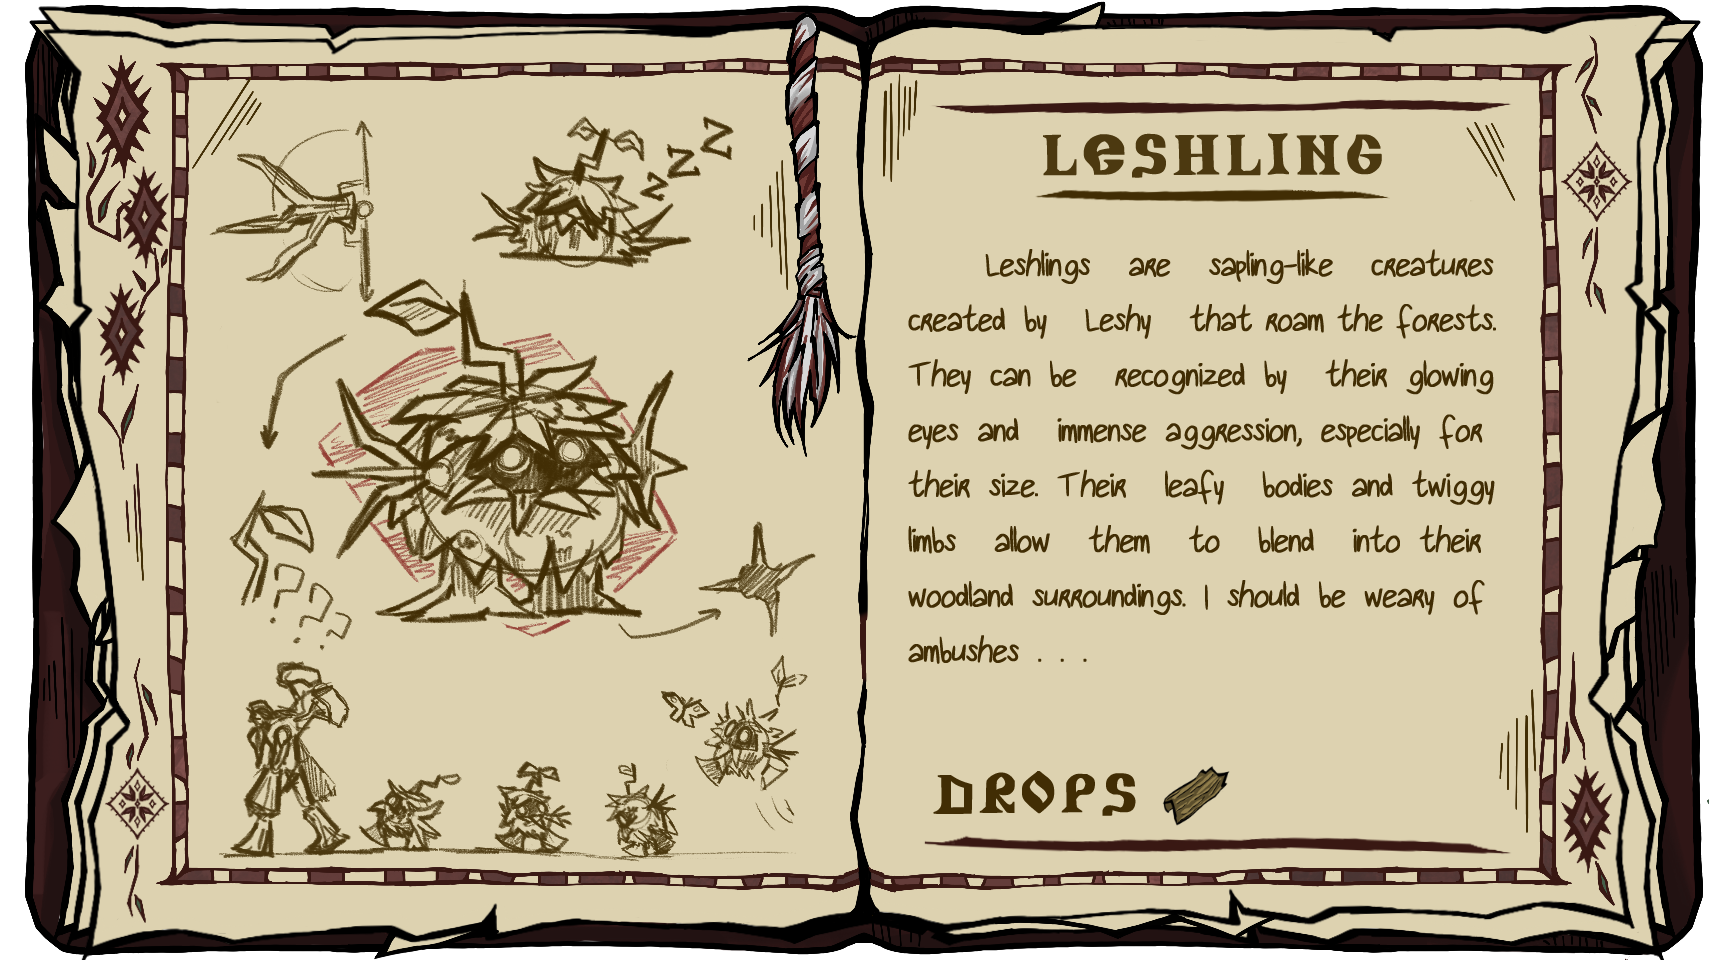 z z z
? ? ?
LESHLING
Leshlings are sapling-like creatures
created by Leshy that roam the forests.
They can be recognized by their glowing
eyes and immense aggression, especially for
their size. Their leafy bodies and twiggy
limbs allow them to blend into their
woodland surroundings. I should be weary of
ambushes . . .
DROPS